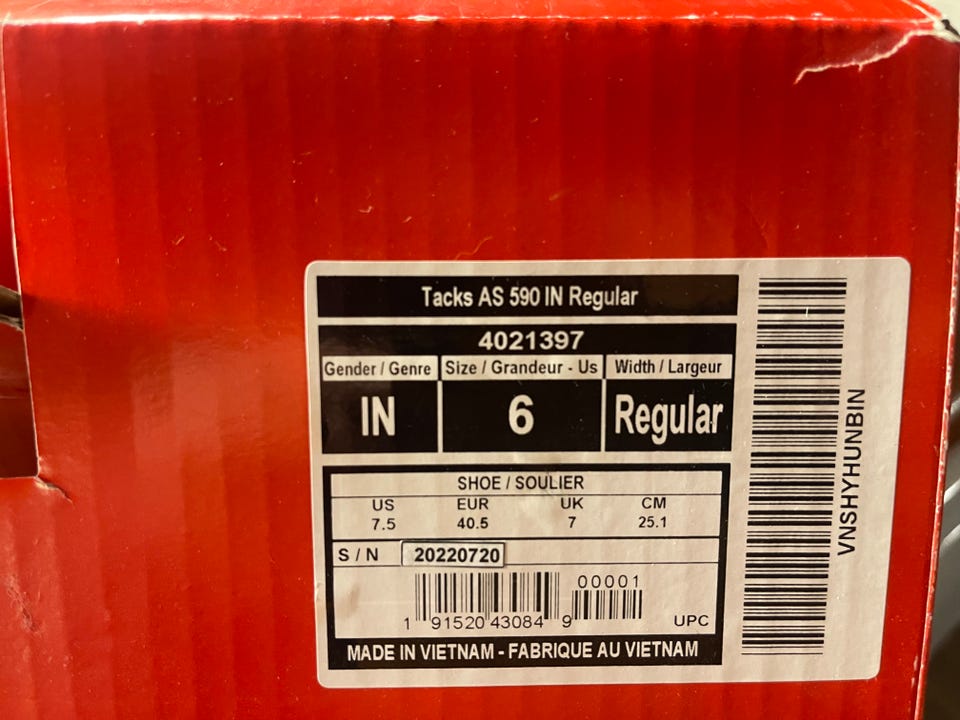 Tacks AS 590 IN Regular
4021397
Gender / Genre Size / Grandeur - Us Width / Largeur
IN 6 Regular
SHOE / SOULIER
US EUR UK CM
7.5 40.5 7 25.1
S / N 20220720
00001
1 91520 43084 9 UPC
MADE IN VIETNAM - FABRIQUE AU VIETNAM
VNSHYHUNBIN